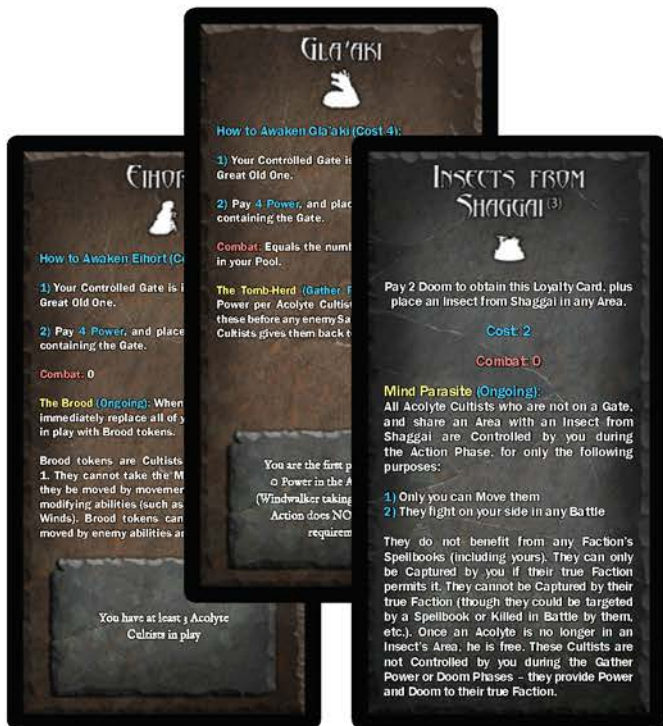 EIHOR
How to Awaken Eihort (C
1) Your Controlled Gate is i
Great Old One.
2) Pay 4 Power, and place
containing the Gate.
Combat: 0
The Brood (Ongoing): When
immediately replace all of y
in play with Brood tokens.
Brood tokens are Cultists
1. They cannot take the M
they be moved by movemen
modifying abilities (such as
Winds). Brood tokens can
moved by enemy abilities a
You have at least 3 Acolyte
Cultists in play
GLA'AKI
How to Awaken Gla'aki (Cost 4):
1) Your Controlled Gate is
Great Old One.
2) Pay 4 Power, and plac
containing the Gate.
Combat: Equals the numb
in your Pool.
The Tomb-Herd (Gather P
Power per Acolyte Cultis
these before any enemy Sa
Cultists gives them back t
You are the first p
0 Power in the A
(Windwalker taking
Action does NO
requirem
INSECTS FROM
SHAGGAI (3)
Pay 2 Doom to obtain this Loyalty Card, plus
place an Insect from Shaggai in any Area.
Cost: 2
Combat: 0
Mind Parasite (Ongoing):
All Acolyte Cultists who are not on a Gate,
and share an Area with an Insect from
Shaggai are Controlled by you during
the Action Phase, for only the following
purposes:
1) Only you can Move them
2) They fight on your side in any Battle
They do not benefit from any Faction's
Spellbooks (including yours). They can only
be Captured by you if their true Faction
permits it. They cannot be Captured by their
true Faction (though they could be targeted
by a Spellbook or Killed in Battle by them,
etc.). Once an Acolyte is no longer in an
Insect's Area, he is free. These Cultists are
not Controlled by you during the Gather
Power or Doom Phases – they provide Power
and Doom to their true Faction.